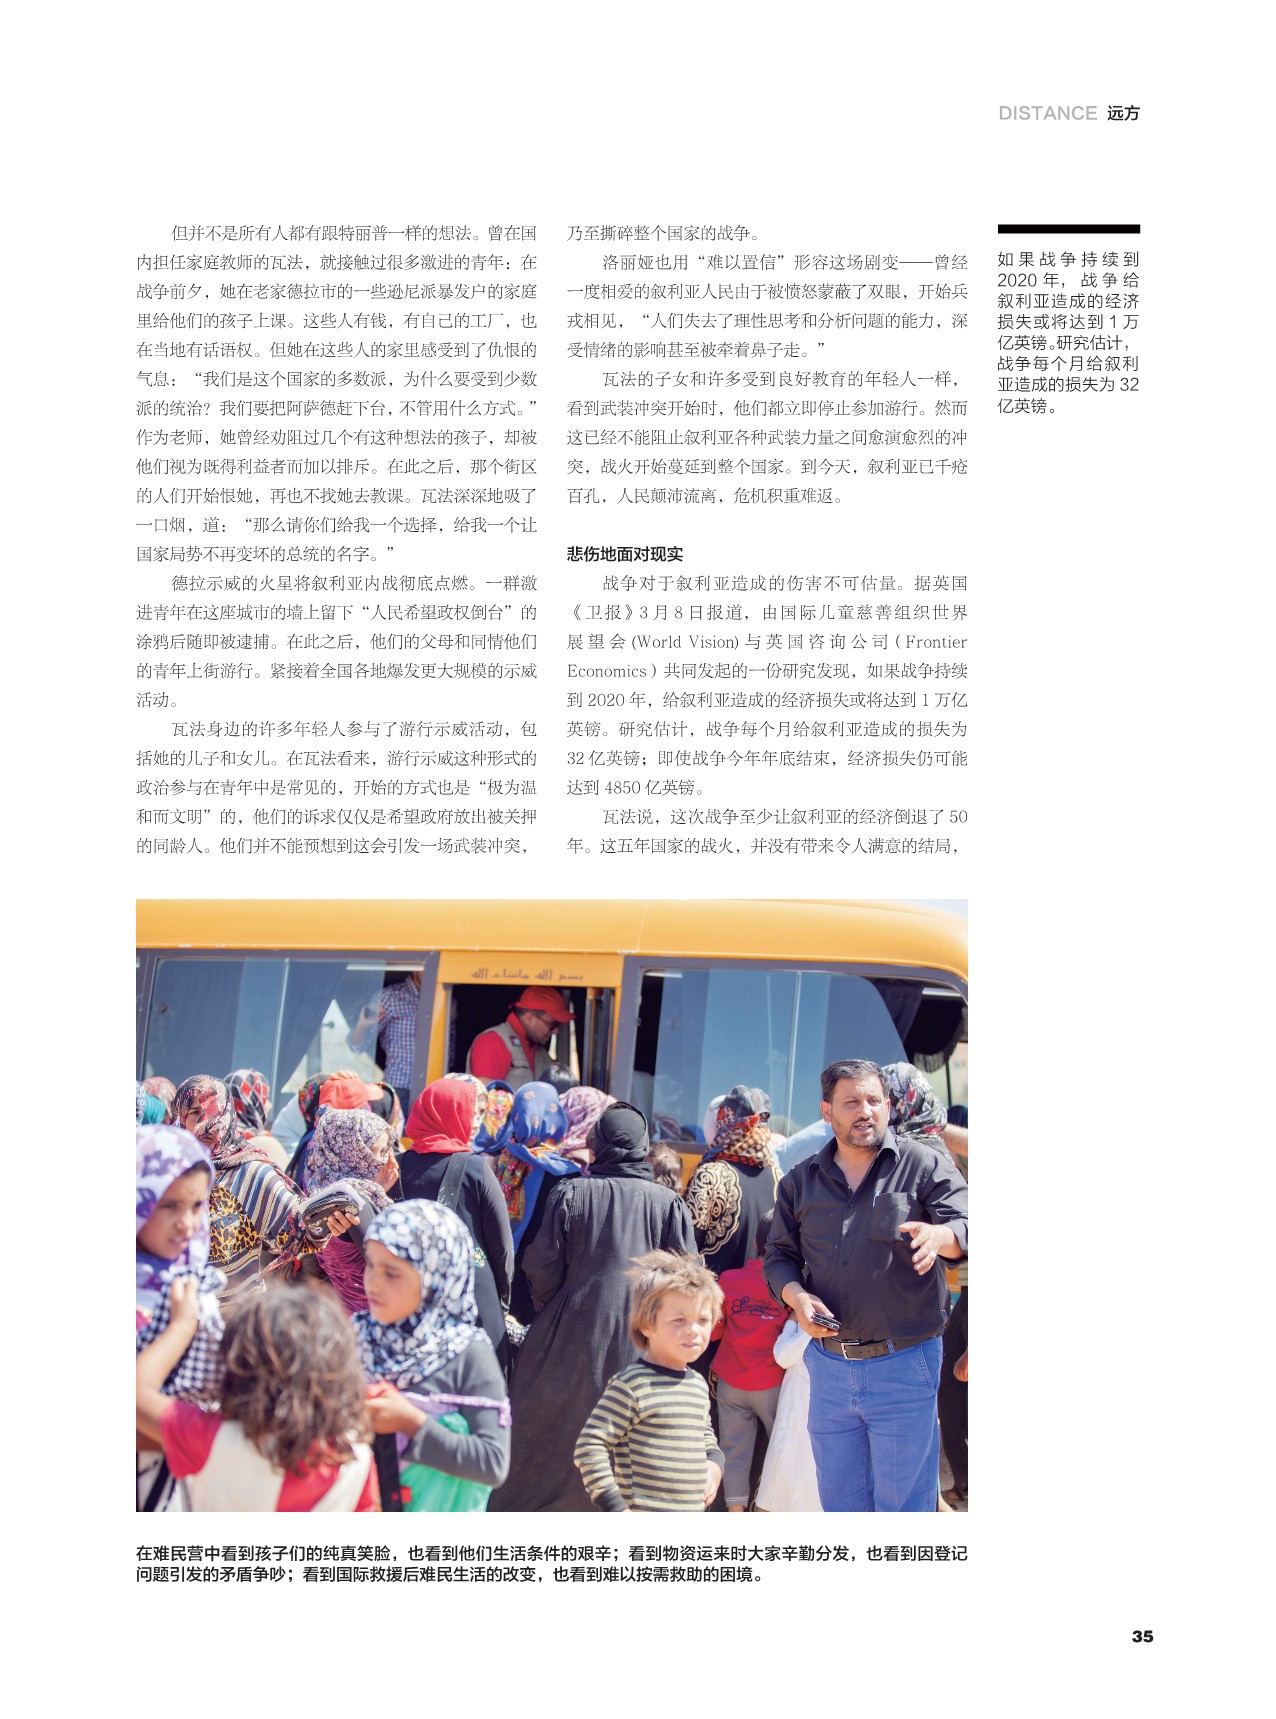 DISTANCE 远方
但并不是所有人都有跟特丽普一样的想法。曾在国
内担任家庭教师的瓦法，就接触过很多激进的青年：在
战争前夕，她在老家德拉市的一些逊尼派暴发户的家庭
里给他们的孩子上课。这些人有钱，有自己的工厂，也
在当地有话语权。但她在这些人的家里感受到了仇恨的
气息：“我们是这个国家的多数派，为什么要受到少数
派的统治？我们要把阿萨德赶下台，不管用什么方式。”
作为老师，她曾经劝阻过几个有这种想法的孩子，却被
他们视为既得利益者而加以排斥。在此之后，那个街区
的人们开始恨她，再也不找她去教课。瓦法深深地吸了
一口烟，道：“那么请你们给我一个选择，给我一个让
国家局势不再变坏的总统的名字。”
德拉示威的火星将叙利亚内战彻底点燃。一群激
进青年在这座城市的墙上留下“人民希望政权倒台”的
涂鸦后随即被逮捕。在此之后，他们的父母和同情他们
的青年上街游行。紧接着全国各地爆发更大规模的示威
活动。
瓦法身边的许多年轻人参与了游行示威活动，包
括她的儿子和女儿。在瓦法看来，游行示威这种形式的
政治参与在青年中是常见的，开始的方式也是“极为温
和而文明”的，他们的诉求仅仅是希望政府放出被关押
的同龄人。他们并不能预想到这会引发一场武装冲突，
乃至撕碎整个国家的战争。
洛丽娅也用“难以置信”形容这场剧变——曾经
一度相爱的叙利亚人民由于被愤怒蒙蔽了双眼，开始兵
戎相见，“人们失去了理性思考和分析问题的能力，深
受情绪的影响甚至被牵着鼻子走。”
瓦法的子女和许多受到良好教育的年轻人一样，
看到武装冲突开始时，他们都立即停止参加游行。然而
这已经不能阻止叙利亚各种武装力量之间愈演愈烈的冲
突，战火开始蔓延到整个国家。到今天，叙利亚已千疮
百孔，人民颠沛流离，危机积重难返。
悲伤地面对现实
战争对于叙利亚造成的伤害不可估量。据英国
《卫报》3 月 8 日报道，由国际儿童慈善组织世界
展望会 (World Vision) 与英国咨询公司 ( Frontier
Economics ) 共同发起的一份研究发现，如果战争持续
到 2020 年，给叙利亚造成的经济损失或将达到 1 万亿
英镑。研究估计，战争每个月给叙利亚造成的损失为
32 亿英镑；即使战争今年年底结束，经济损失仍可能
达到 4850 亿英镑。
瓦法说，这次战争至少让叙利亚的经济倒退了 50
年。这五年国家的战火，并没有带来令人满意的结局，
如果战争持续到
2020 年，战争给
叙利亚造成的经济
损失或将达到 1 万
亿英镑。研究估计，
战争每个月给叙利
亚造成的损失为 32
亿英镑。
بسم الله ماشاء الله
在难民营中看到孩子们的纯真笑脸，也看到他们生活条件的艰辛；看到物资运来时大家辛勤分发，也看到因登记
问题引发的矛盾争吵；看到国际救援后难民生活的改变，也看到难以按需救助的困境。
35